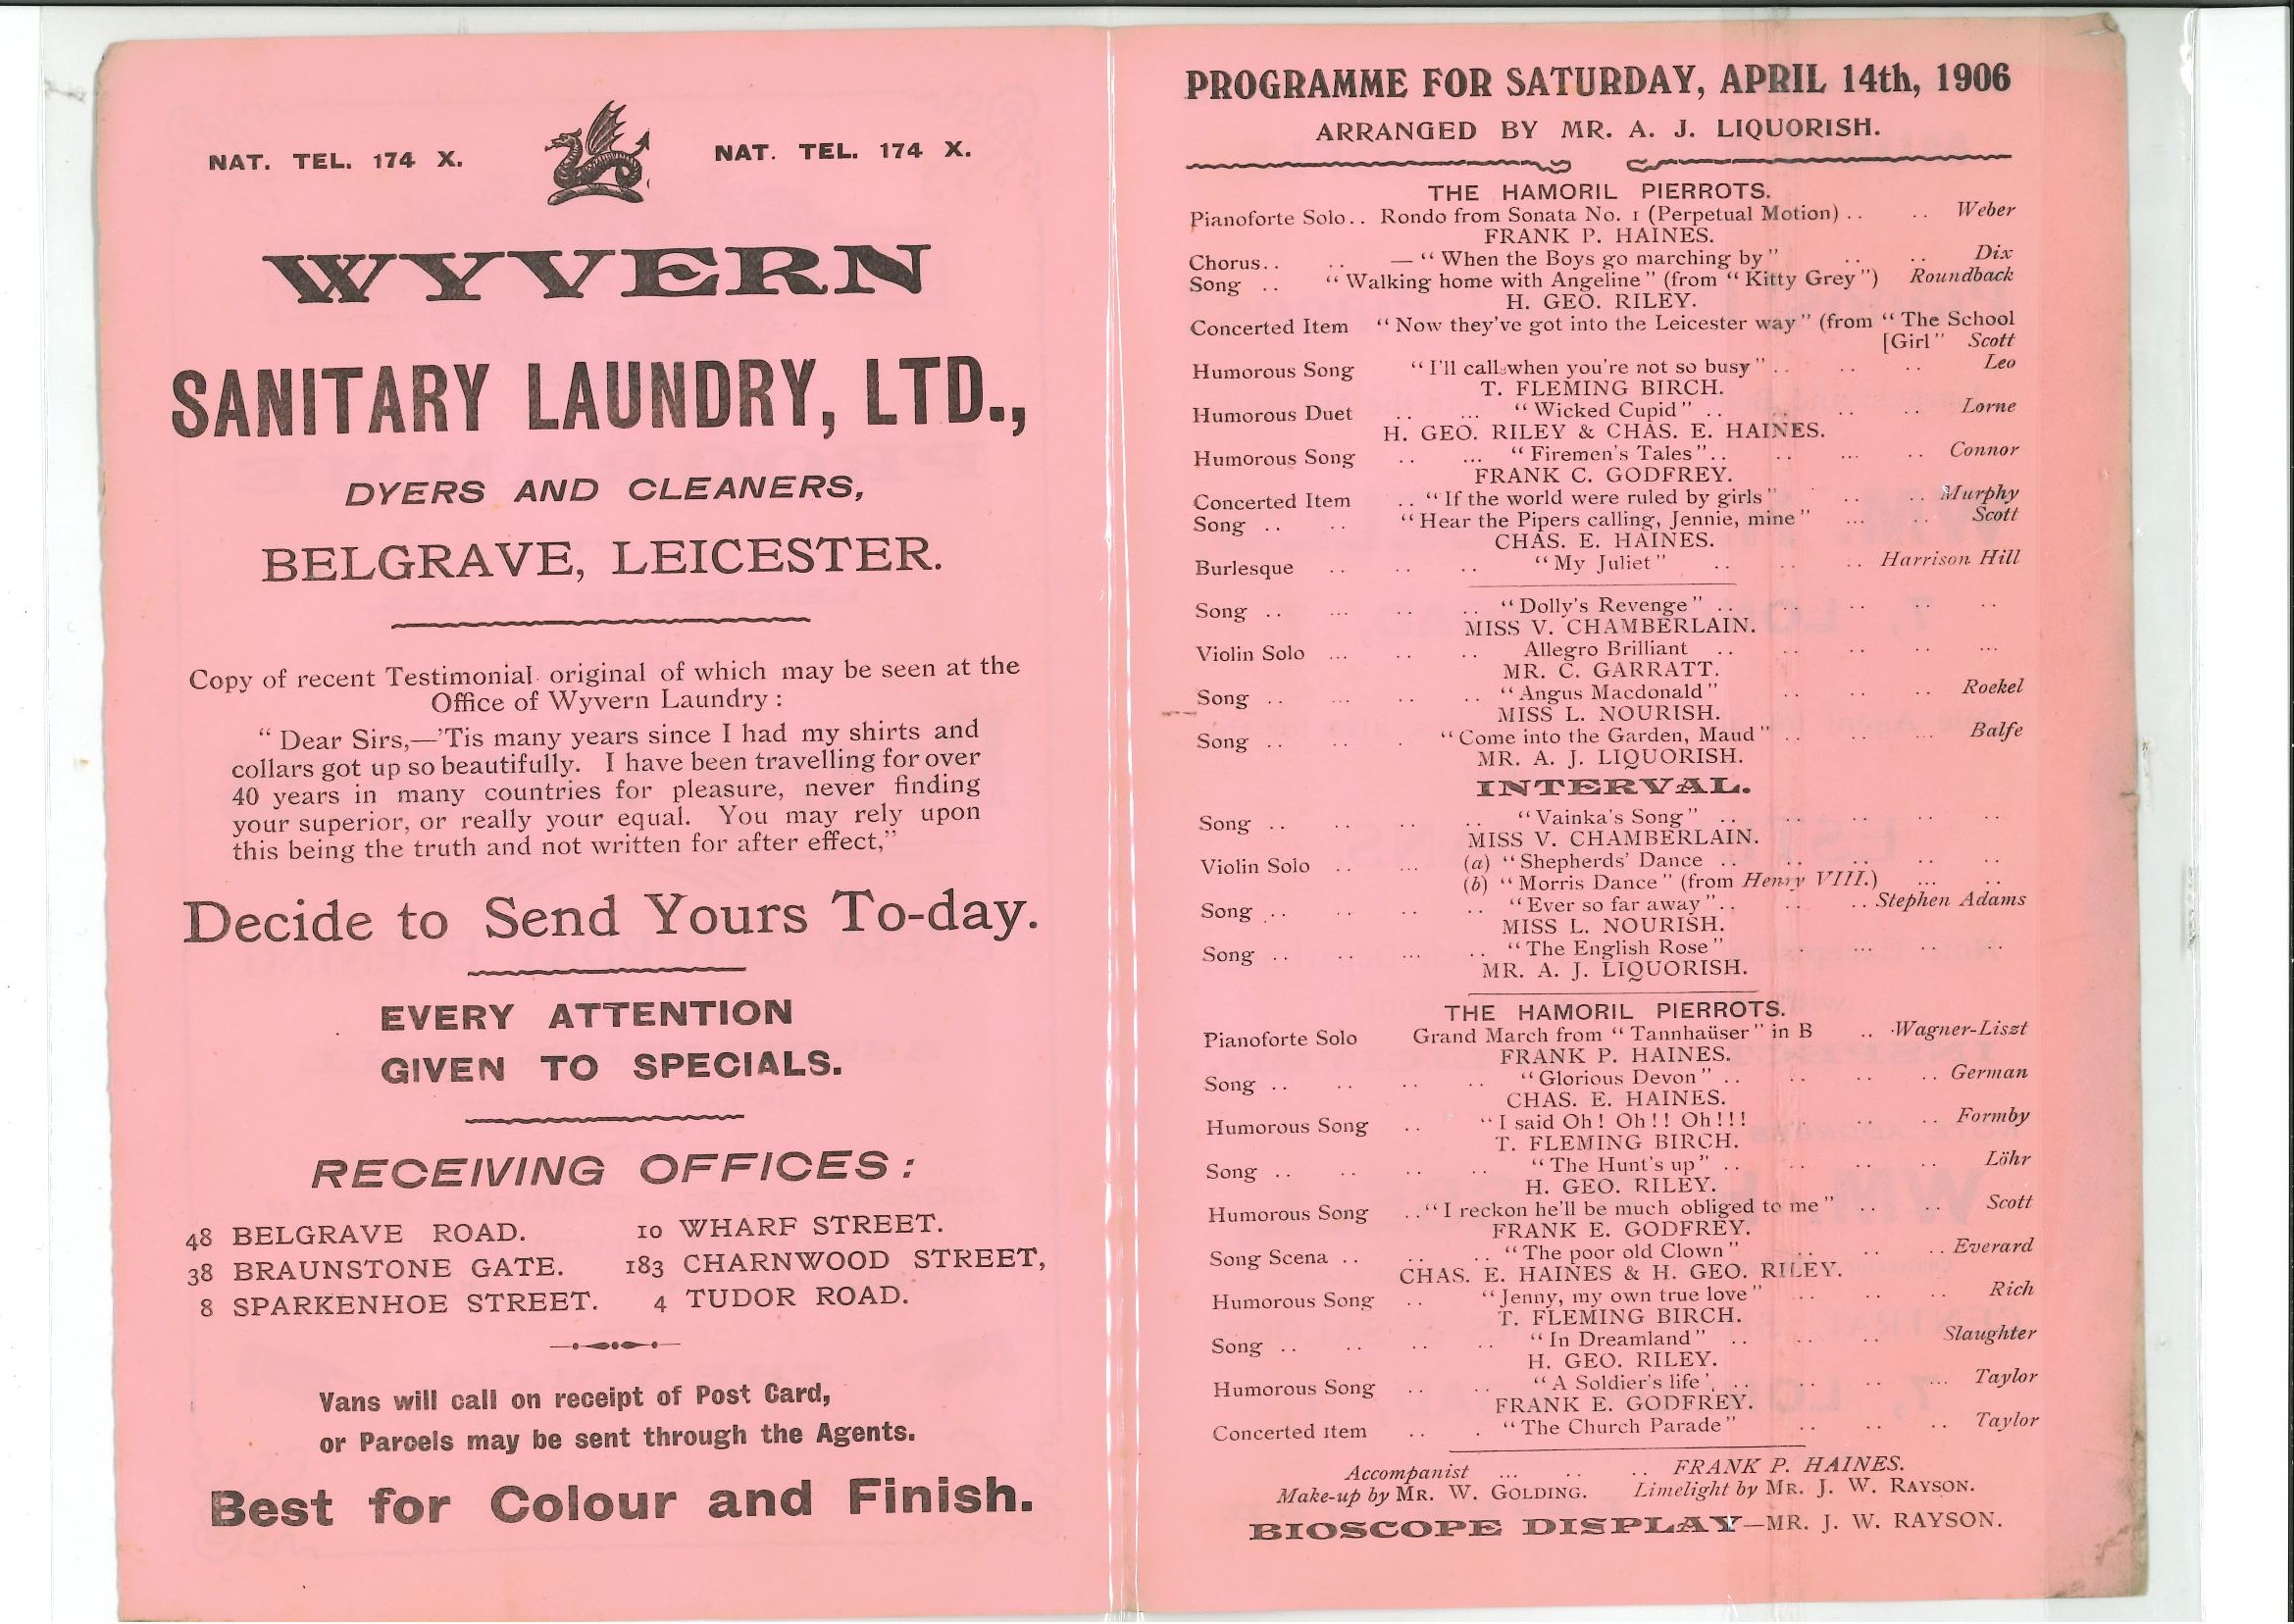 NAT. TEL. 174 X.
NAT. TEL. 174 X.
WYVERN
SANITARY LAUNDRY, LTD.,
DYERS AND CLEANERS,
BELGRAVE, LEICESTER.
Copy of recent Testimonial original of which may be seen at the
Office of Wyvern Laundry :
“ Dear Sirs,—’Tis many years since I had my shirts and
collars got up so beautifully. I have been travelling for over
40 years in many countries for pleasure, never finding
your superior, or really your equal. You may rely upon
this being the truth and not written for after effect,”
Decide to Send Yours To-day.
EVERY ATTENTION
GIVEN TO SPECIALS.
RECEIVING OFFICES :
48 BELGRAVE ROAD. 10 WHARF STREET.
38 BRAUNSTONE GATE. 183 CHARNWOOD STREET,
8 SPARKENHOE STREET. 4 TUDOR ROAD.
Vans will call on receipt of Post Card,
or Parcels may be sent through the Agents.
Best for Colour and Finish.
PROGRAMME FOR SATURDAY, APRIL 14th, 1906
ARRANGED BY MR. A. J. LIQUORISH.
THE HAMORIL PIERROTS.
Pianoforte Solo .. Rondo from Sonata No. 1 (Perpetual Motion) .. .. Weber
FRANK P. HAINES.
Chorus .. .. — “ When the Boys go marching by ” .. .. Dix
Song .. “ Walking home with Angeline ” (from “ Kitty Grey ”) Roundback
H. GEO. RILEY.
Concerted Item “ Now they’ve got into the Leicester way ” (from “ The School
[Girl ” Scott
Humorous Song “ I’ll call when you’re not so busy ” .. .. .. Leo
T. FLEMING BIRCH.
Humorous Duet .. ... “ Wicked Cupid ” .. .. .. Lorne
H. GEO. RILEY & CHAS. E. HAINES.
Humorous Song .. ... “ Firemen’s Tales ” .. .. ... .. Connor
FRANK C. GODFREY.
Concerted Item .. “ If the world were ruled by girls ” .. .. Murphy
Song .. .. “ Hear the Pipers calling, Jennie, mine ” ... .. Scott
CHAS. E. HAINES.
Burlesque .. .. .. “ My Juliet ” .. .. .. Harrison Hill
Song .. ... .. .. “ Dolly’s Revenge ” .. .. .. ..
MISS V. CHAMBERLAIN.
Violin Solo ... .. .. Allegro Brilliant .. .. .. .. ...
MR. C. GARRATT.
Song .. ... .. .. “ Angus Macdonald ” .. .. .. Roekel
MISS L. NOURISH.
Song .. .. . “ Come into the Garden, Maud ” .. .. ... Balfe
MR. A. J. LIQUORISH.
INTERVAL.
Song .. .. .. .. “ Vainka’s Song ” .. .. .. .. ..
MISS V. CHAMBERLAIN.
Violin Solo .. ... (a) “ Shepherds’ Dance .. .. .. .. ..
(b) “ Morris Dance ” (from Henry VIII.) ... ..
Song .. .. .. .. “ Ever so far away ” .. .. .. Stephen Adams
MISS L. NOURISH.
Song .. .. ... .. “ The English Rose ” .. ... .. ..
MR. A. J. LIQUORISH.
THE HAMORIL PIERROTS.
Pianoforte Solo Grand March from “ Tannhaüser ” in B .. Wagner-Liszt
FRANK P. HAINES.
Song .. .. .. .. “ Glorious Devon ” .. .. .. .. German
CHAS. E. HAINES.
Humorous Song .. “ I said Oh ! Oh ! ! Oh ! ! ! .. .. .. Formby
T. FLEMING BIRCH.
Song .. .. .. .. “ The Hunt’s up ” .. .. .. .. Löhr
H. GEO. RILEY.
Humorous Song .. “ I reckon he’ll be much obliged to me ” .. .. Scott
FRANK E. GODFREY.
Song Scena .. .. .. “ The poor old Clown ” .. .. .. Everard
CHAS. E. HAINES & H. GEO. RILEY.
Humorous Song .. “ Jenny, my own true love ” .. .. .. Rich
T. FLEMING BIRCH.
Song .. .. .. .. “ In Dreamland ” .. .. .. Slaughter
H. GEO. RILEY.
Humorous Song .. .. “ A Soldier’s life ’ .. .. .. ... Taylor
FRANK E. GODFREY.
Concerted Item .. . “ The Church Parade ” .. .. .. Taylor
Accompanist ... .. .. FRANK P. HAINES.
Make-up by MR. W. GOLDING. Limelight by MR. J. W. RAYSON.
BIOSCOPE DISPLAY—MR. J. W. RAYSON.